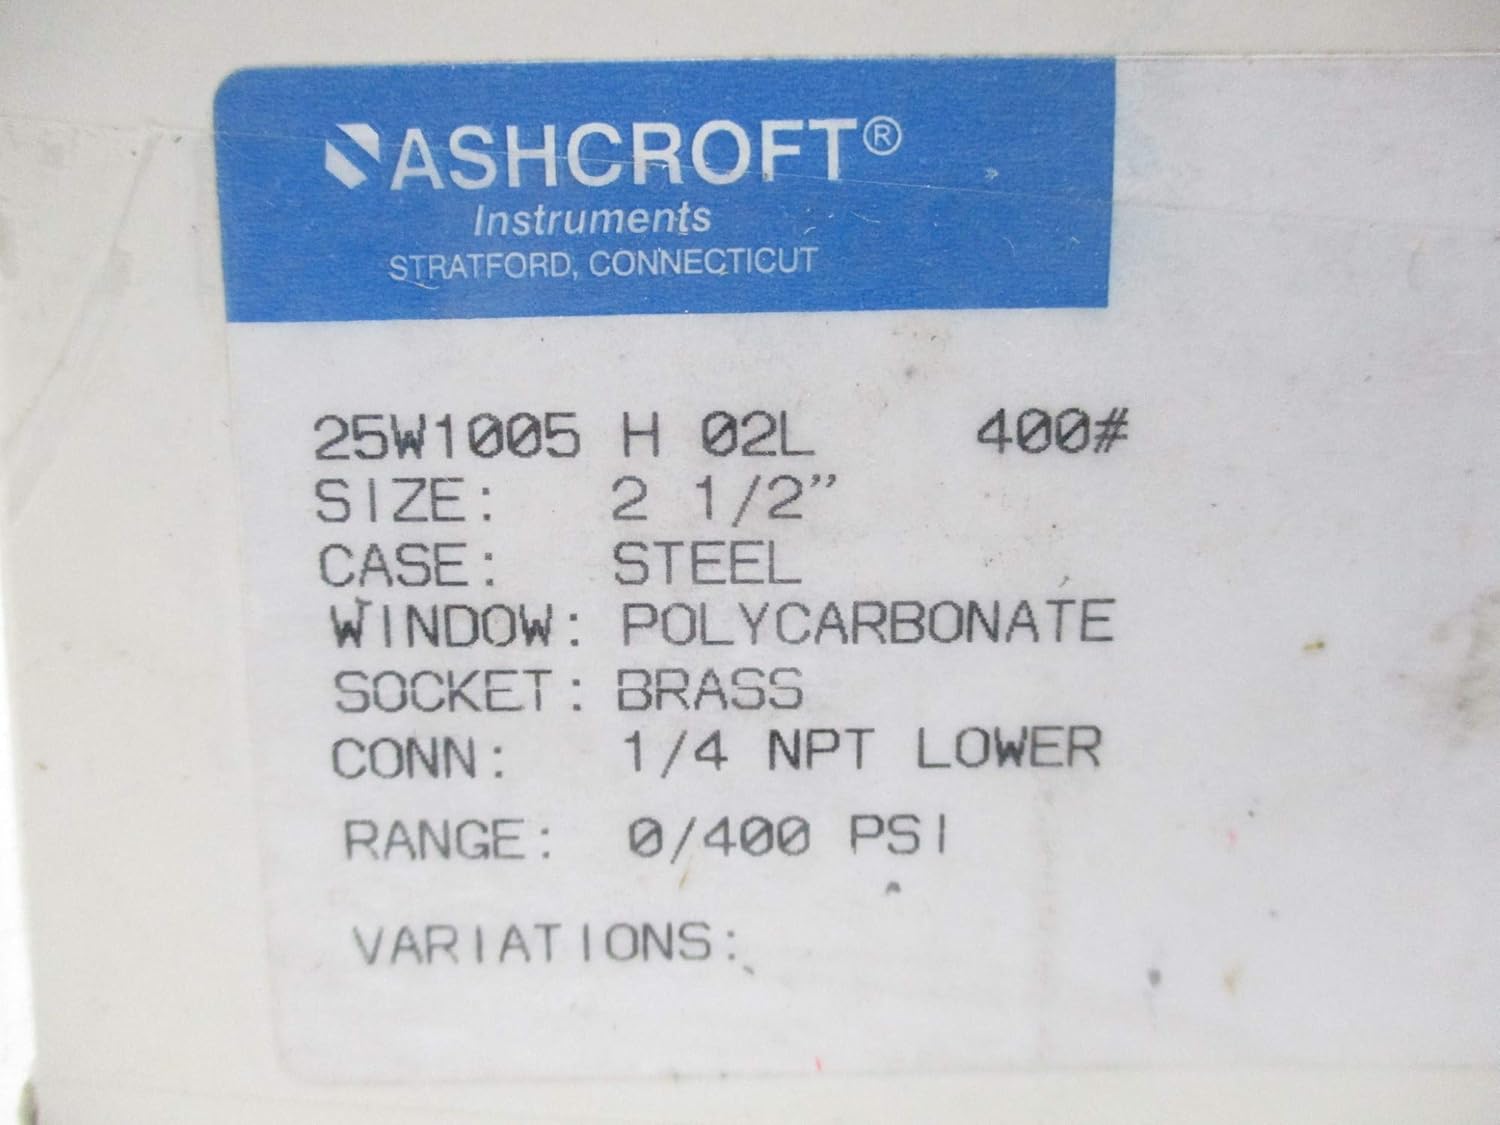 ASHCROFT®
Instruments
STRATFORD, CONNECTICUT
25W1005 H 02L 400#
SIZE: 2 1/2”
CASE: STEEL
WINDOW: POLYCARBONATE
SOCKET: BRASS
CONN: 1/4 NPT LOWER
RANGE: 0/400 PSI
VARIATIONS: